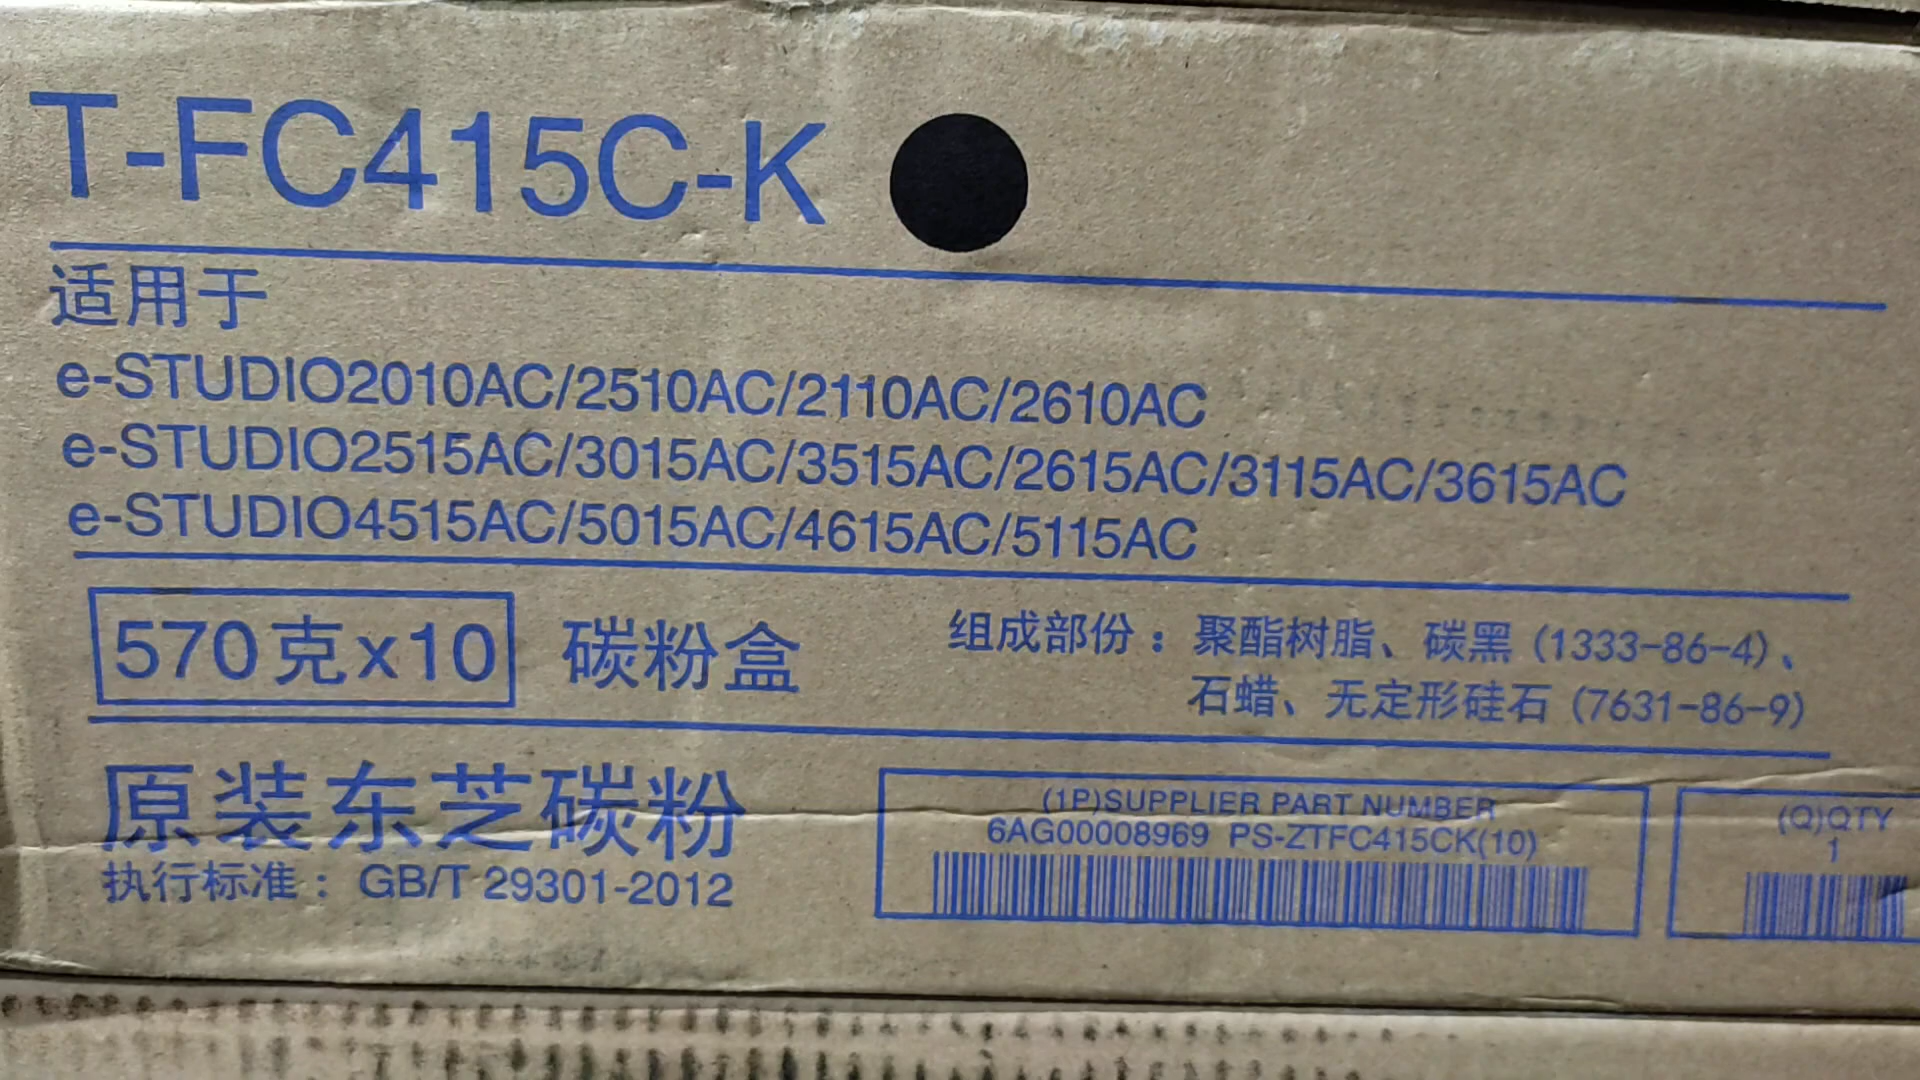 T-FC415C-K
适用于
e-STUDIO2010AC/2510AC/2110AC/2610AC
e-STUDIO2515AC/3015AC/3515AC/2615AC/3115AC/3615AC
e-STUDIO4515AC/5015AC/4615AC/5115AC
570克x10 碳粉盒
组成部份：聚酯树脂、碳黑 (1333-86-4)、
石蜡、无定形硅石 (7631-86-9)
原装东芝碳粉
执行标准：GB/T 29301-2012
(1P)SUPPLIER PART NUMBER
6AG00008969 PS-ZTFC415CK(10)
(Q)QTY
1